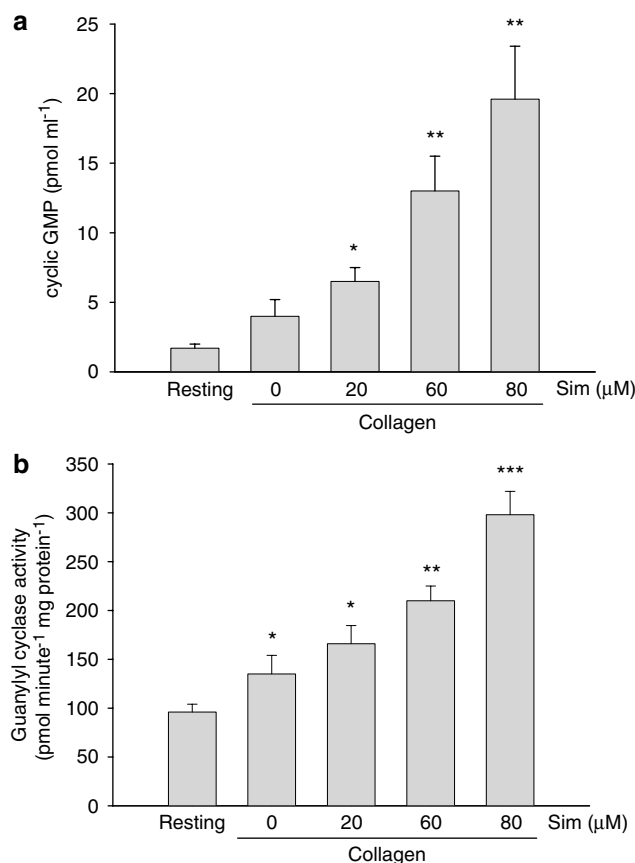 a
cyclic GMP (pmol ml⁻¹)
25
20
15
10
5
0
*
**
**
Resting 0 20 60 80 Sim (μM)
Collagen
b
Guanylyl cyclase activity
(pmol minute⁻¹ mg protein⁻¹)
350
300
250
200
150
100
50
0
*
*
**
***
Resting 0 20 60 80 Sim (μM)
Collagen